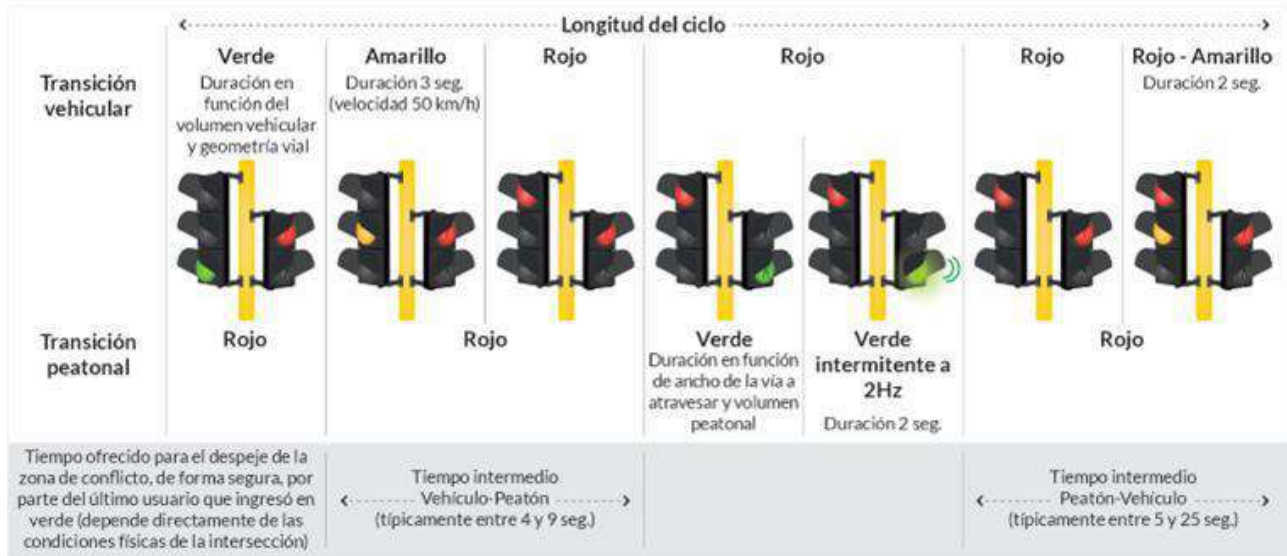 Longitud del ciclo
Transición
vehicular
Verde
Duración en
función del
volumen vehicular
y geometría vial
Amarillo
Duración 3 seg.
(velocidad 50 km/h)
Rojo
Rojo
Rojo
Rojo - Amarillo
Duración 2 seg.
Transición
peatonal
Rojo
Rojo
Verde
Duración en función
de ancho de la vía a
atravesar y volumen
peatonal
Verde
intermitente a
2Hz
Duración 2 seg.
Rojo
Tiempo ofrecido para el despeje de la
zona de conflicto, de forma segura, por
parte del último usuario que ingresó en
verde (depende directamente de las
condiciones físicas de la intersección)
Tiempo intermedio
Vehículo-Peatón
(típicamente entre 4 y 9 seg.)
Tiempo intermedio
Peatón-Vehículo
(típicamente entre 5 y 25 seg.)